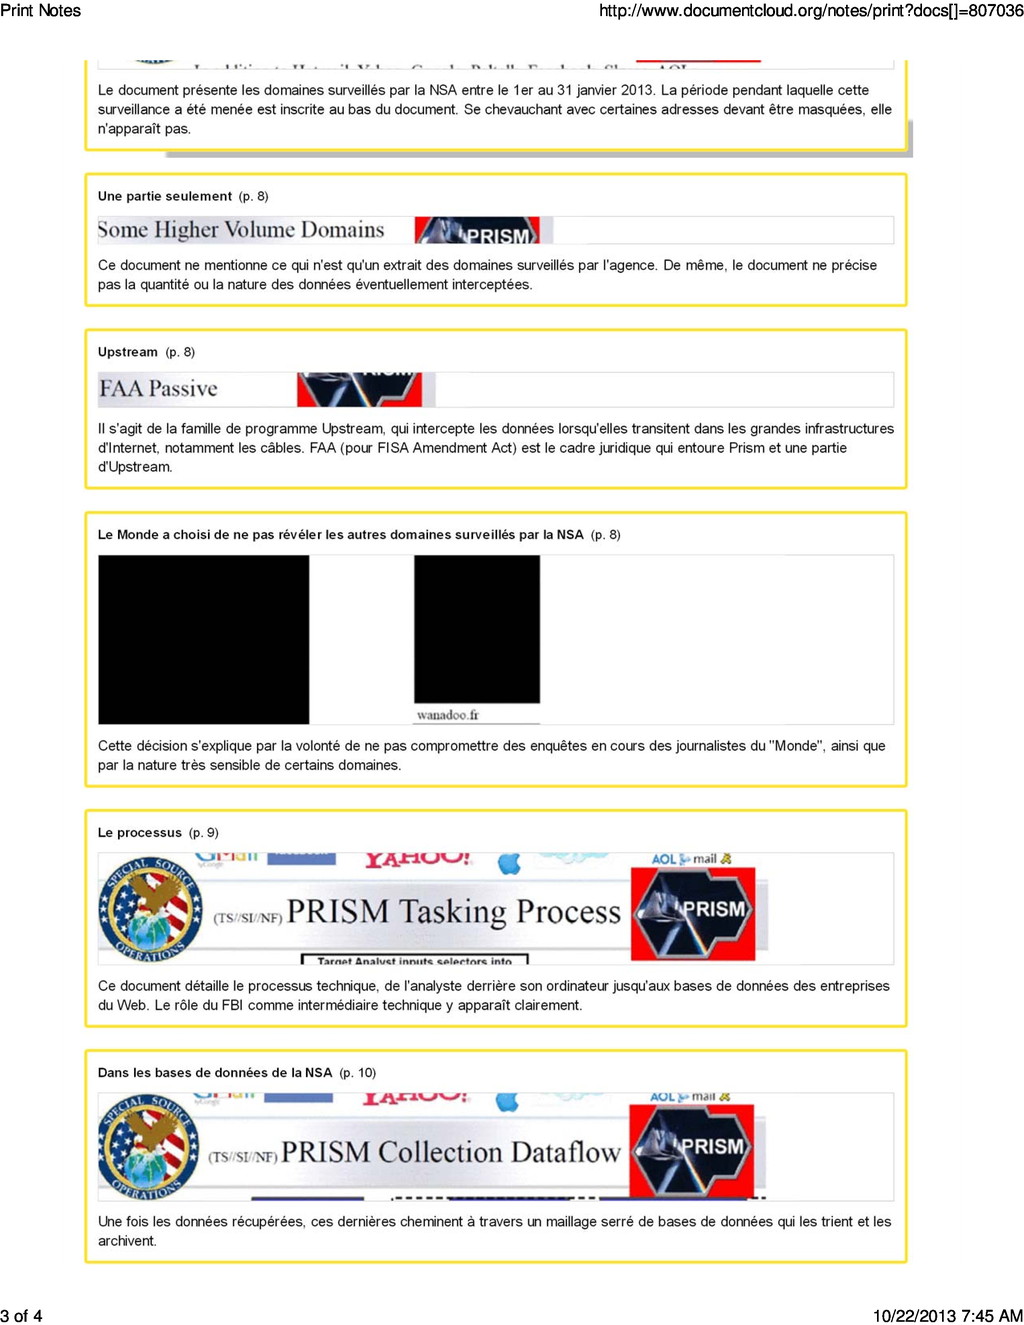 Print Notes
http://www.documentcloud.org/notes/print?docs[]=807036
Le document présente les domaines surveillés par la NSA entre le 1er au 31 janvier 2013. La période pendant laquelle cette
surveillance a été menée est inscrite au bas du document. Se chevauchant avec certaines adresses devant être masquées, elle
n'apparaît pas.
Une partie seulement (p. 8)
Some Higher Volume Domains
PRISM
Ce document ne mentionne ce qui n'est qu'un extrait des domaines surveillés par l'agence. De même, le document ne précise
pas la quantité ou la nature des données éventuellement interceptées.
Upstream (p. 8)
FAA Passive
Il s'agit de la famille de programme Upstream, qui intercepte les données lorsqu'elles transitent dans les grandes infrastructures
d'Internet, notamment les câbles. FAA (pour FISA Amendment Act) est le cadre juridique qui entoure Prism et une partie
d'Upstream.
Le Monde a choisi de ne pas révéler les autres domaines surveillés par la NSA (p. 8)
wanadoo.fr
Cette décision s'explique par la volonté de ne pas compromettre des enquêtes en cours des journalistes du "Monde", ainsi que
par la nature très sensible de certains domaines.
Le processus (p. 9)
GMail YAHOO! AOL mail
SPECIAL SOURCE OPERATIONS
(TS//SI//NF) PRISM Tasking Process
PRISM
Target Analyst inputs selectors into
Ce document détaille le processus technique, de l'analyste derrière son ordinateur jusqu'aux bases de données des entreprises
du Web. Le rôle du FBI comme intermédiaire technique y apparaît clairement.
Dans les bases de données de la NSA (p. 10)
YAHOO! AOL mail
SPECIAL SOURCE OPERATIONS
(TS//SI//NF) PRISM Collection Dataflow
PRISM
Une fois les données récupérées, ces dernières cheminent à travers un maillage serré de bases de données qui les trient et les
archivent.
3 of 4
10/22/2013 7:45 AM